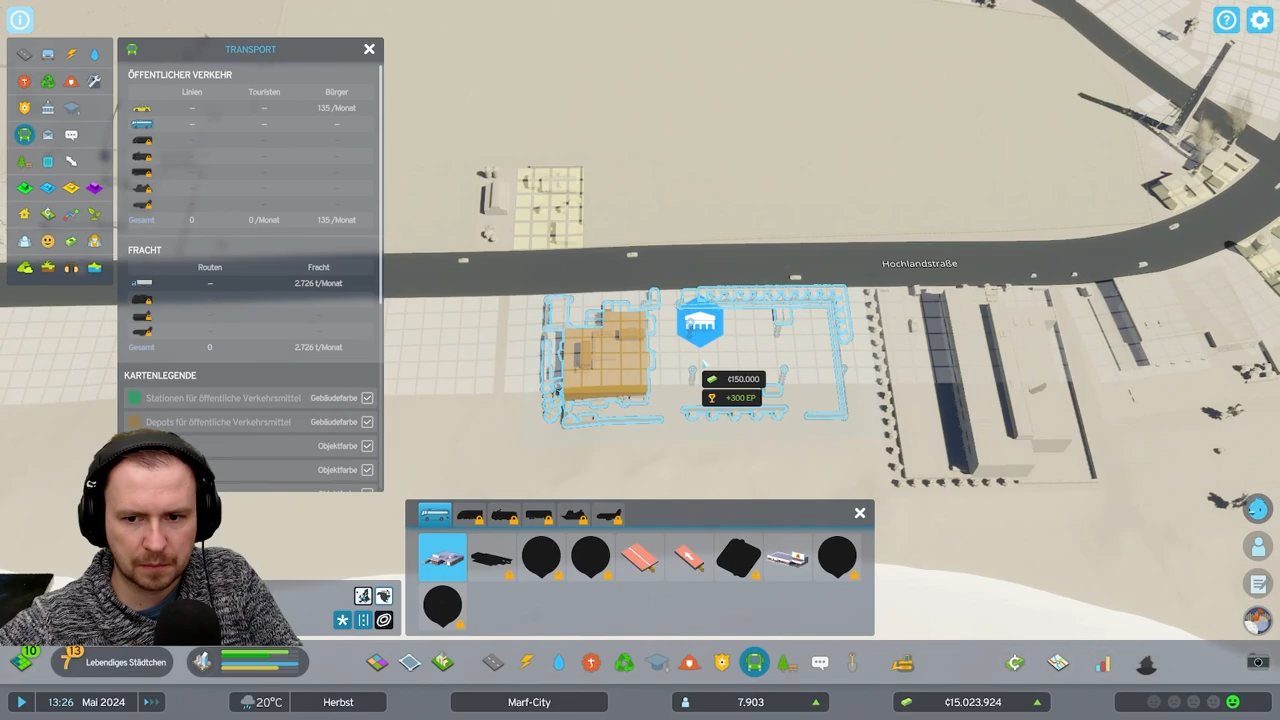 TRANSPORT
ÖFFENTLICHER VERKEHR
Linien Touristen Bürger
– – 135 /Monat
– – –
– – –
– – –
– – –
– – –
– – –
Gesamt 0 0 /Monat 135 /Monat
FRACHT
Routen Fracht
– 2.726 t/Monat
– –
– –
– –
Gesamt 0 2.726 t/Monat
KARTENLEGENDE
Stationen für öffentliche Verkehrsmittel Gebäudefarbe
Depots für öffentliche Verkehrsmittel Gebäudefarbe
Objektfarbe
Objektfarbe
Hochlandstraße
¢150.000
+300 EP
10
13
Lebendiges Städtchen
13:26 Mai 2024
20°C
Herbst
Marf-City
7.903
¢15.023.924